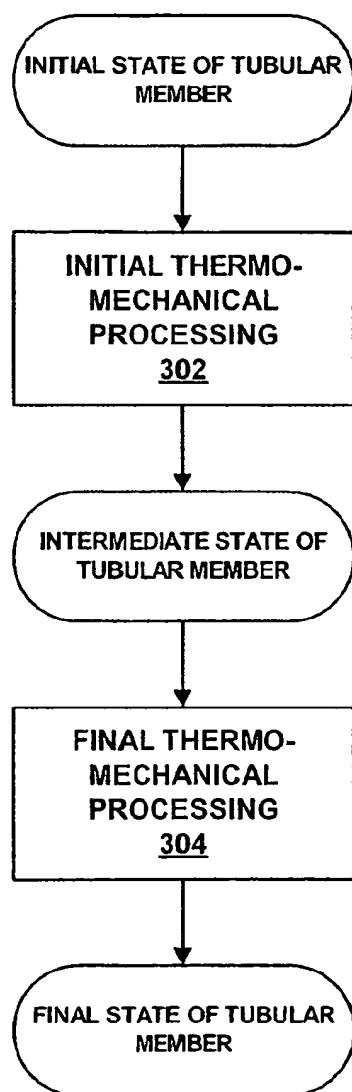 INITIAL STATE OF TUBULAR
MEMBER
INITIAL THERMO-
MECHANICAL
PROCESSING
302
INTERMEDIATE STATE OF
TUBULAR MEMBER
FINAL THERMO-
MECHANICAL
PROCESSING
304
FINAL STATE OF TUBULAR
MEMBER